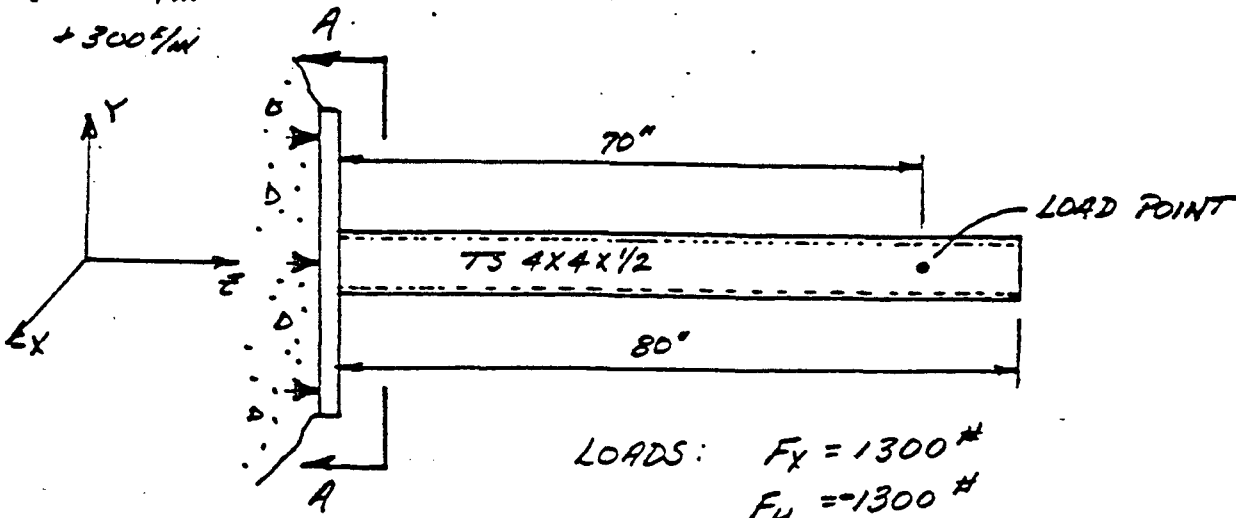 +300#/in
A
A
Y
X
Z
70"
LOAD POINT
TS 4X4X1/2
80"
LOADS: Fx = 1300 #
Fy = -1300 #